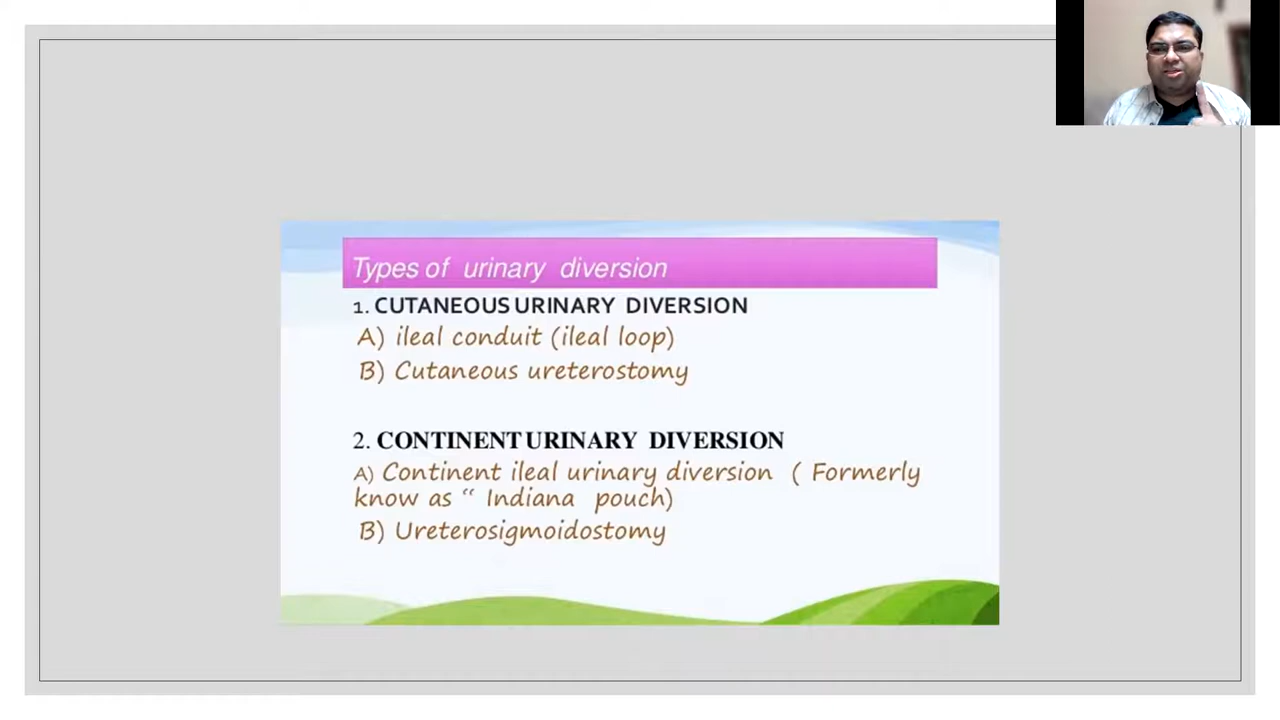 Types of urinary diversion
1. CUTANEOUS URINARY DIVERSION
A) ileal conduit (ileal loop)
B) Cutaneous ureterostomy
2. CONTINENT URINARY DIVERSION
A) Continent ileal urinary diversion ( Formerly
know as “ Indiana pouch)
B) Ureterosigmoidostomy